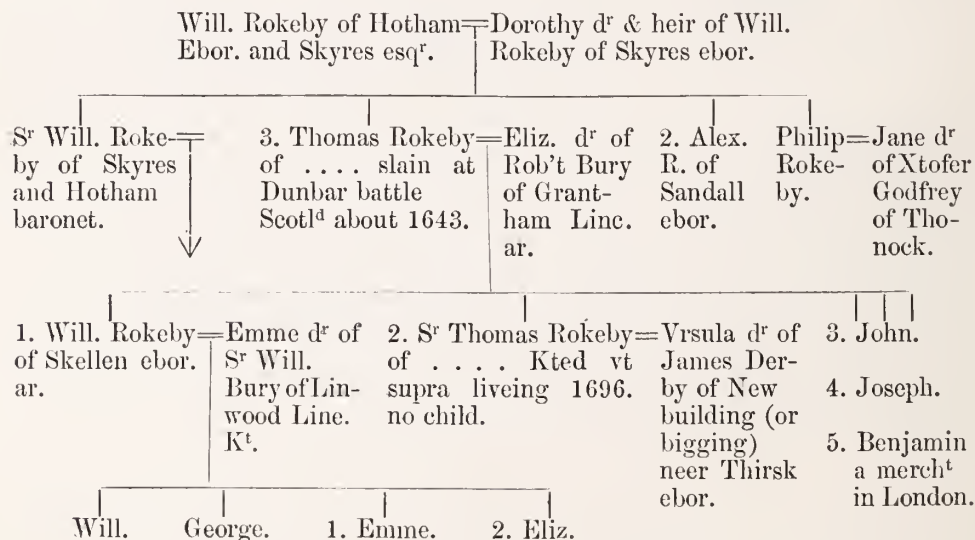 Will. Rokeby of Hotham
Ebor. and Skyres esqʳ.
Dorothy dʳ & heir of Will.
Rokeby of Skyres ebor.
Sʳ Will. Roke-
by of Skyres
and Hotham
baronet.
3. Thomas Rokeby
of .... slain at
Dunbar battle
Scotlᵈ about 1643.
Eliz. dʳ of
Rob't Bury
of Grant-
ham Linc.
ar.
2. Alex.
R. of
Sandall
ebor.
Philip
Roke-
by.
Jane dʳ
of Xtofer
Godfrey
of Tho-
nock.
1. Will. Rokeby
of Skellen ebor.
ar.
Emme dʳ of
Sʳ Will.
Bury of Lin-
wood Linc.
Kᵗ.
2. Sʳ Thomas Rokeby
of .... Kted vt
supra liveing 1696.
no child.
Vrsula dʳ of
James Der-
by of New
building (or
bigging)
neer Thirsk
ebor.
3. John.
4. Joseph.
5. Benjamin
a merchᵗ
in London.
Will.
George.
1. Emme.
2. Eliz.